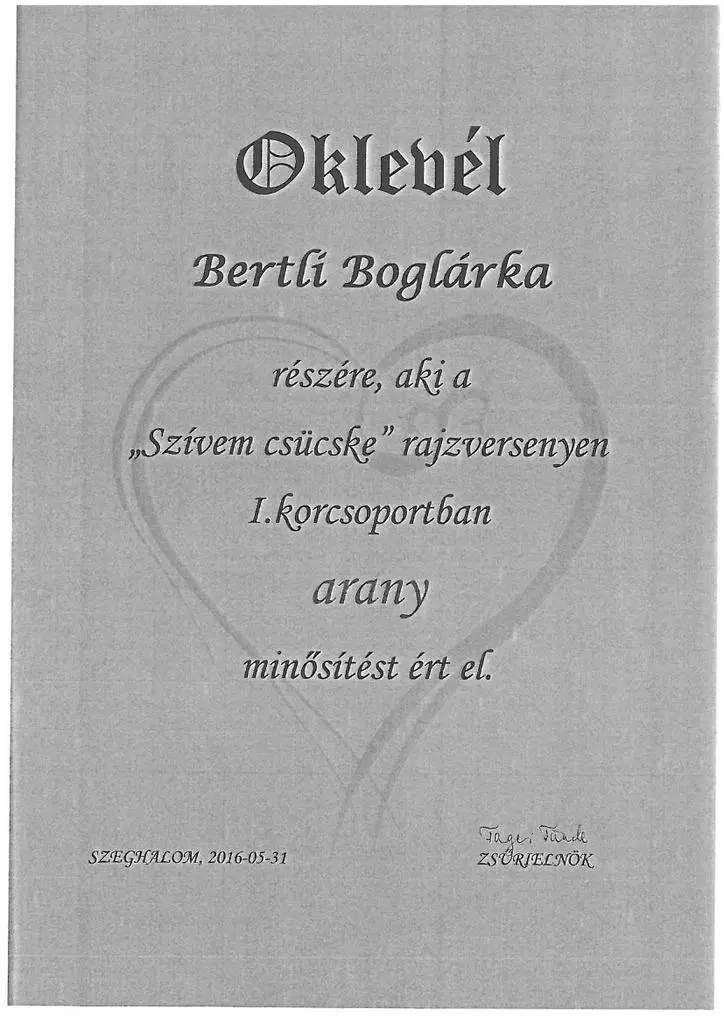 Oklevél
Bertli Boglárka
részére, aki a
„Szívem csücske” rajzversenyen
I.korcsoportban
arany
minősítést ért el.
SZEGHALOM, 2016-05-31
Tünde
ZSŰRIELNÖK